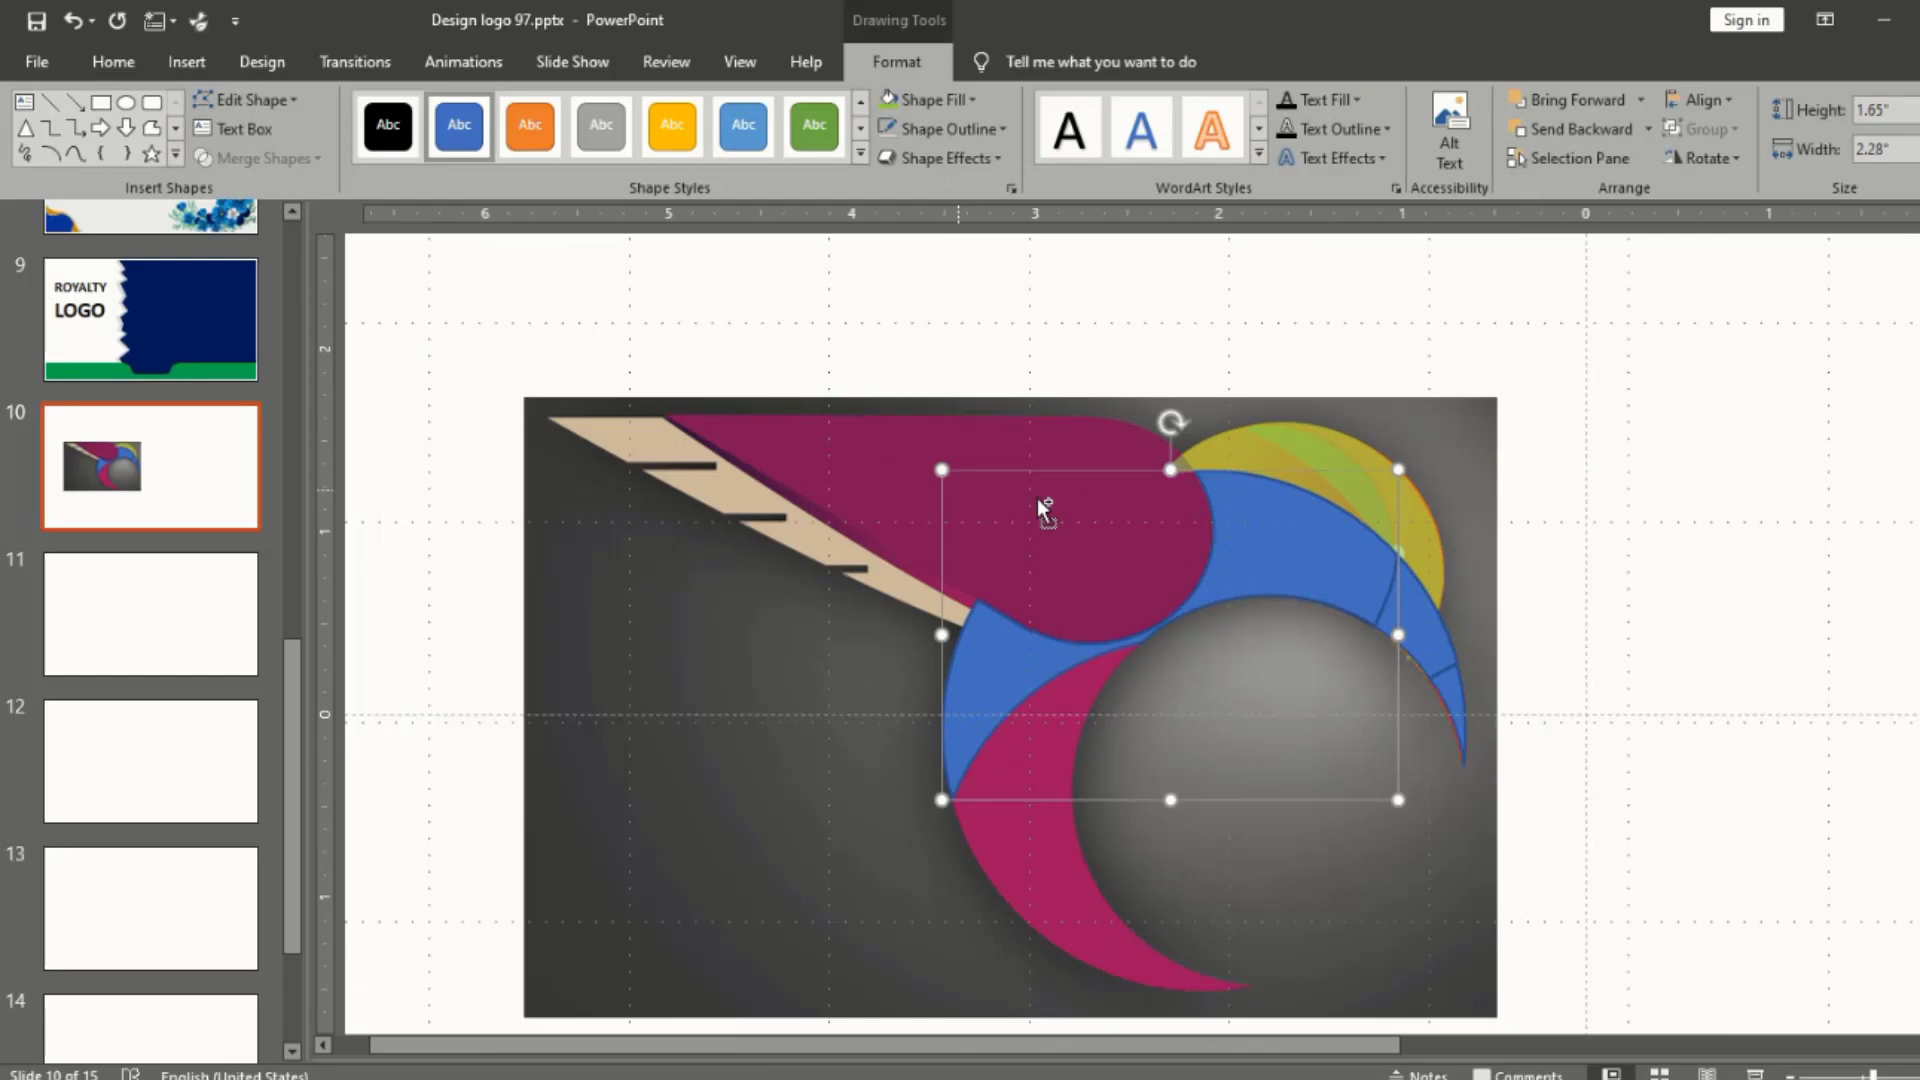 Design logo 97.pptx - PowerPoint
Drawing Tools
Sign in
File Home Insert Design Transitions Animations Slide Show Review View Help Format Tell me what you want to do
Edit Shape
Text Box
Merge Shapes
Insert Shapes
Abc Abc Abc Abc Abc Abc Abc
Shape Fill
Shape Outline
Shape Effects
Shape Styles
A A A
Text Fill
Text Outline
Text Effects
WordArt Styles
Alt
Text
Accessibility
Bring Forward
Send Backward
Selection Pane
Align
Group
Rotate
Arrange
Height: 1.65"
Width: 2.28"
Size
6 5 4 3 2 1 0 1
2
1
0
1
9
ROYALTY
LOGO
10
11
12
13
14
Slide 10 of 15 English (United States) Notes Comments